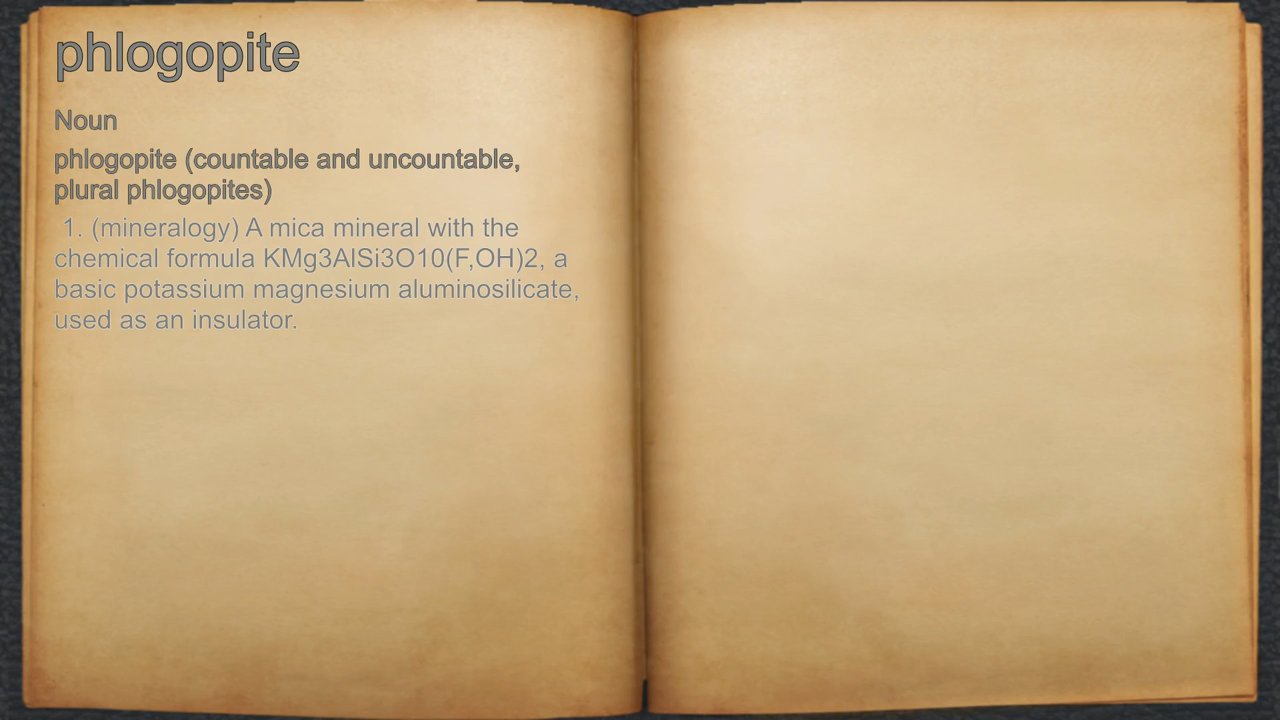 phlogopite
Noun
phlogopite (countable and uncountable,
plural phlogopites)
1. (mineralogy) A mica mineral with the
chemical formula KMg3AlSi3O10(F,OH)2, a
basic potassium magnesium aluminosilicate,
used as an insulator.